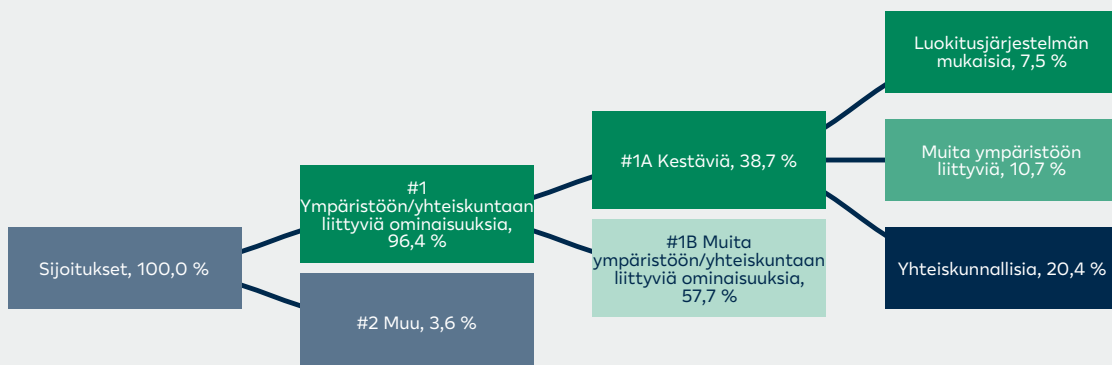 Sijoitukset, 100,0 %
#1
Ympäristöön/yhteiskuntaan
liittyviä ominaisuuksia,
96,4 %
#2 Muu, 3,6 %
#1A Kestäviä, 38,7 %
#1B Muita
ympäristöön/yhteiskuntaan
liittyviä ominaisuuksia,
57,7 %
Luokitusjärjestelmän
mukaisia, 7,5 %
Muita ympäristöön
liittyviä, 10,7 %
Yhteiskunnallisia, 20,4 %